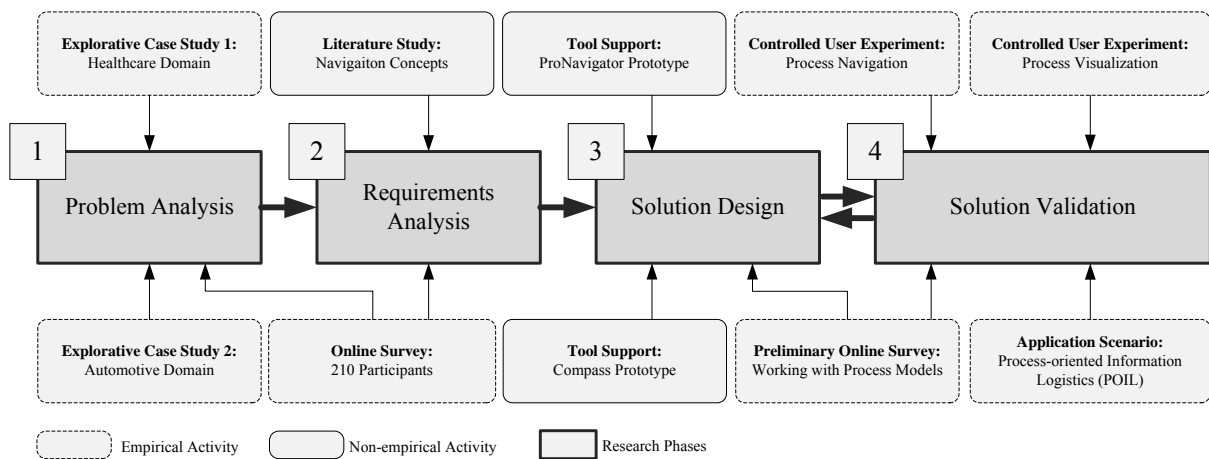 Explorative Case Study 1:
Healthcare Domain
Literature Study:
Navigaiton Concepts
Tool Support:
ProNavigator Prototype
Controlled User Experiment:
Process Navigation
Controlled User Experiment:
Process Visualization
1
Problem Analysis
2
Requirements
Analysis
3
Solution Design
4
Solution Validation
Explorative Case Study 2:
Automotive Domain
Online Survey:
210 Participants
Tool Support:
Compass Prototype
Preliminary Online Survey:
Working with Process Models
Application Scenario:
Process-oriented Information
Logistics (POIL)
Empirical Activity
Non-empirical Activity
Research Phases